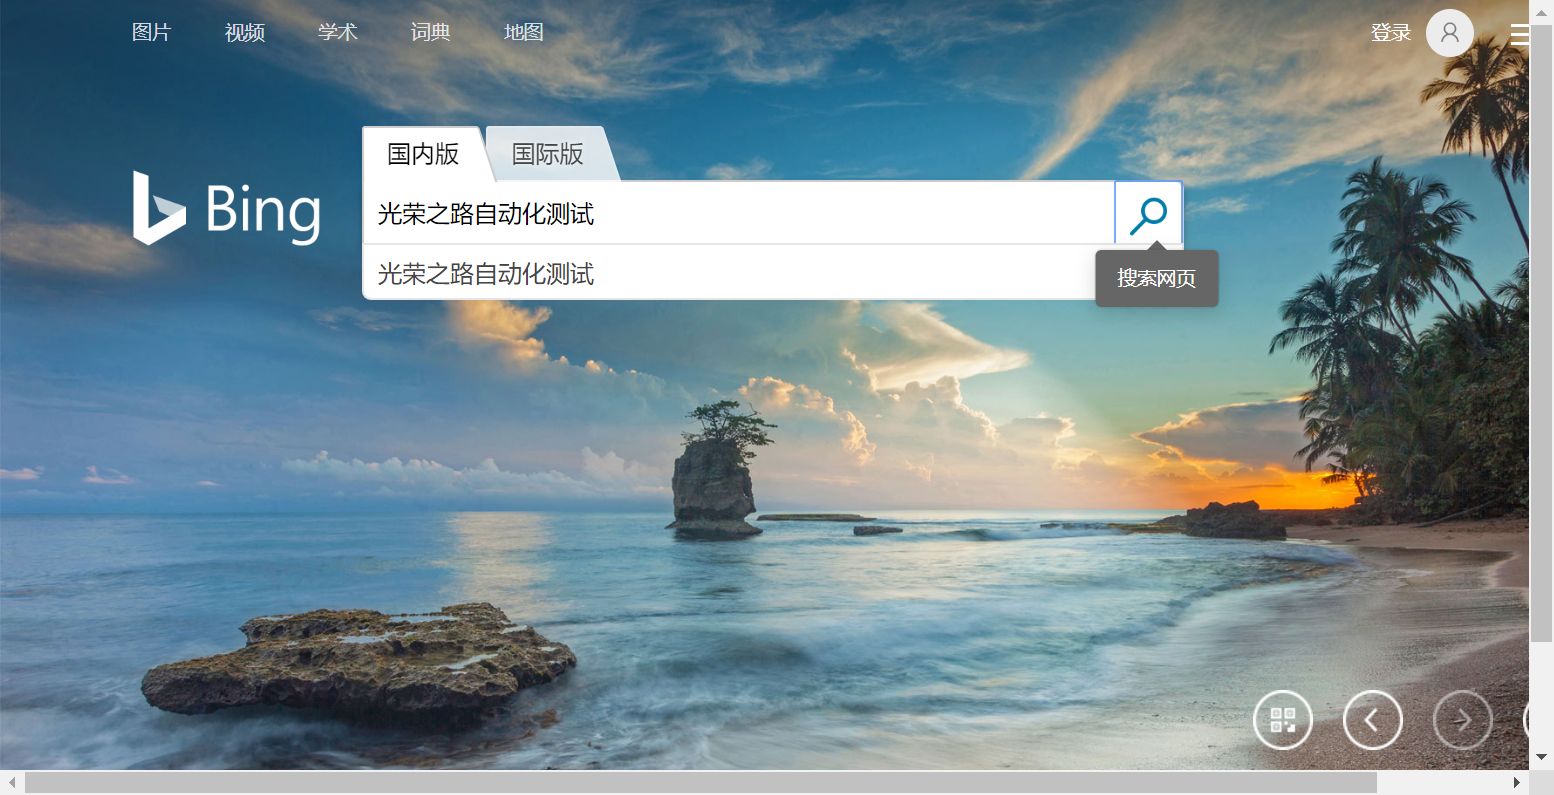 图片 视频 学术 词典 地图 登录
国内版 国际版
Bing
光荣之路自动化测试
光荣之路自动化测试
搜索网页